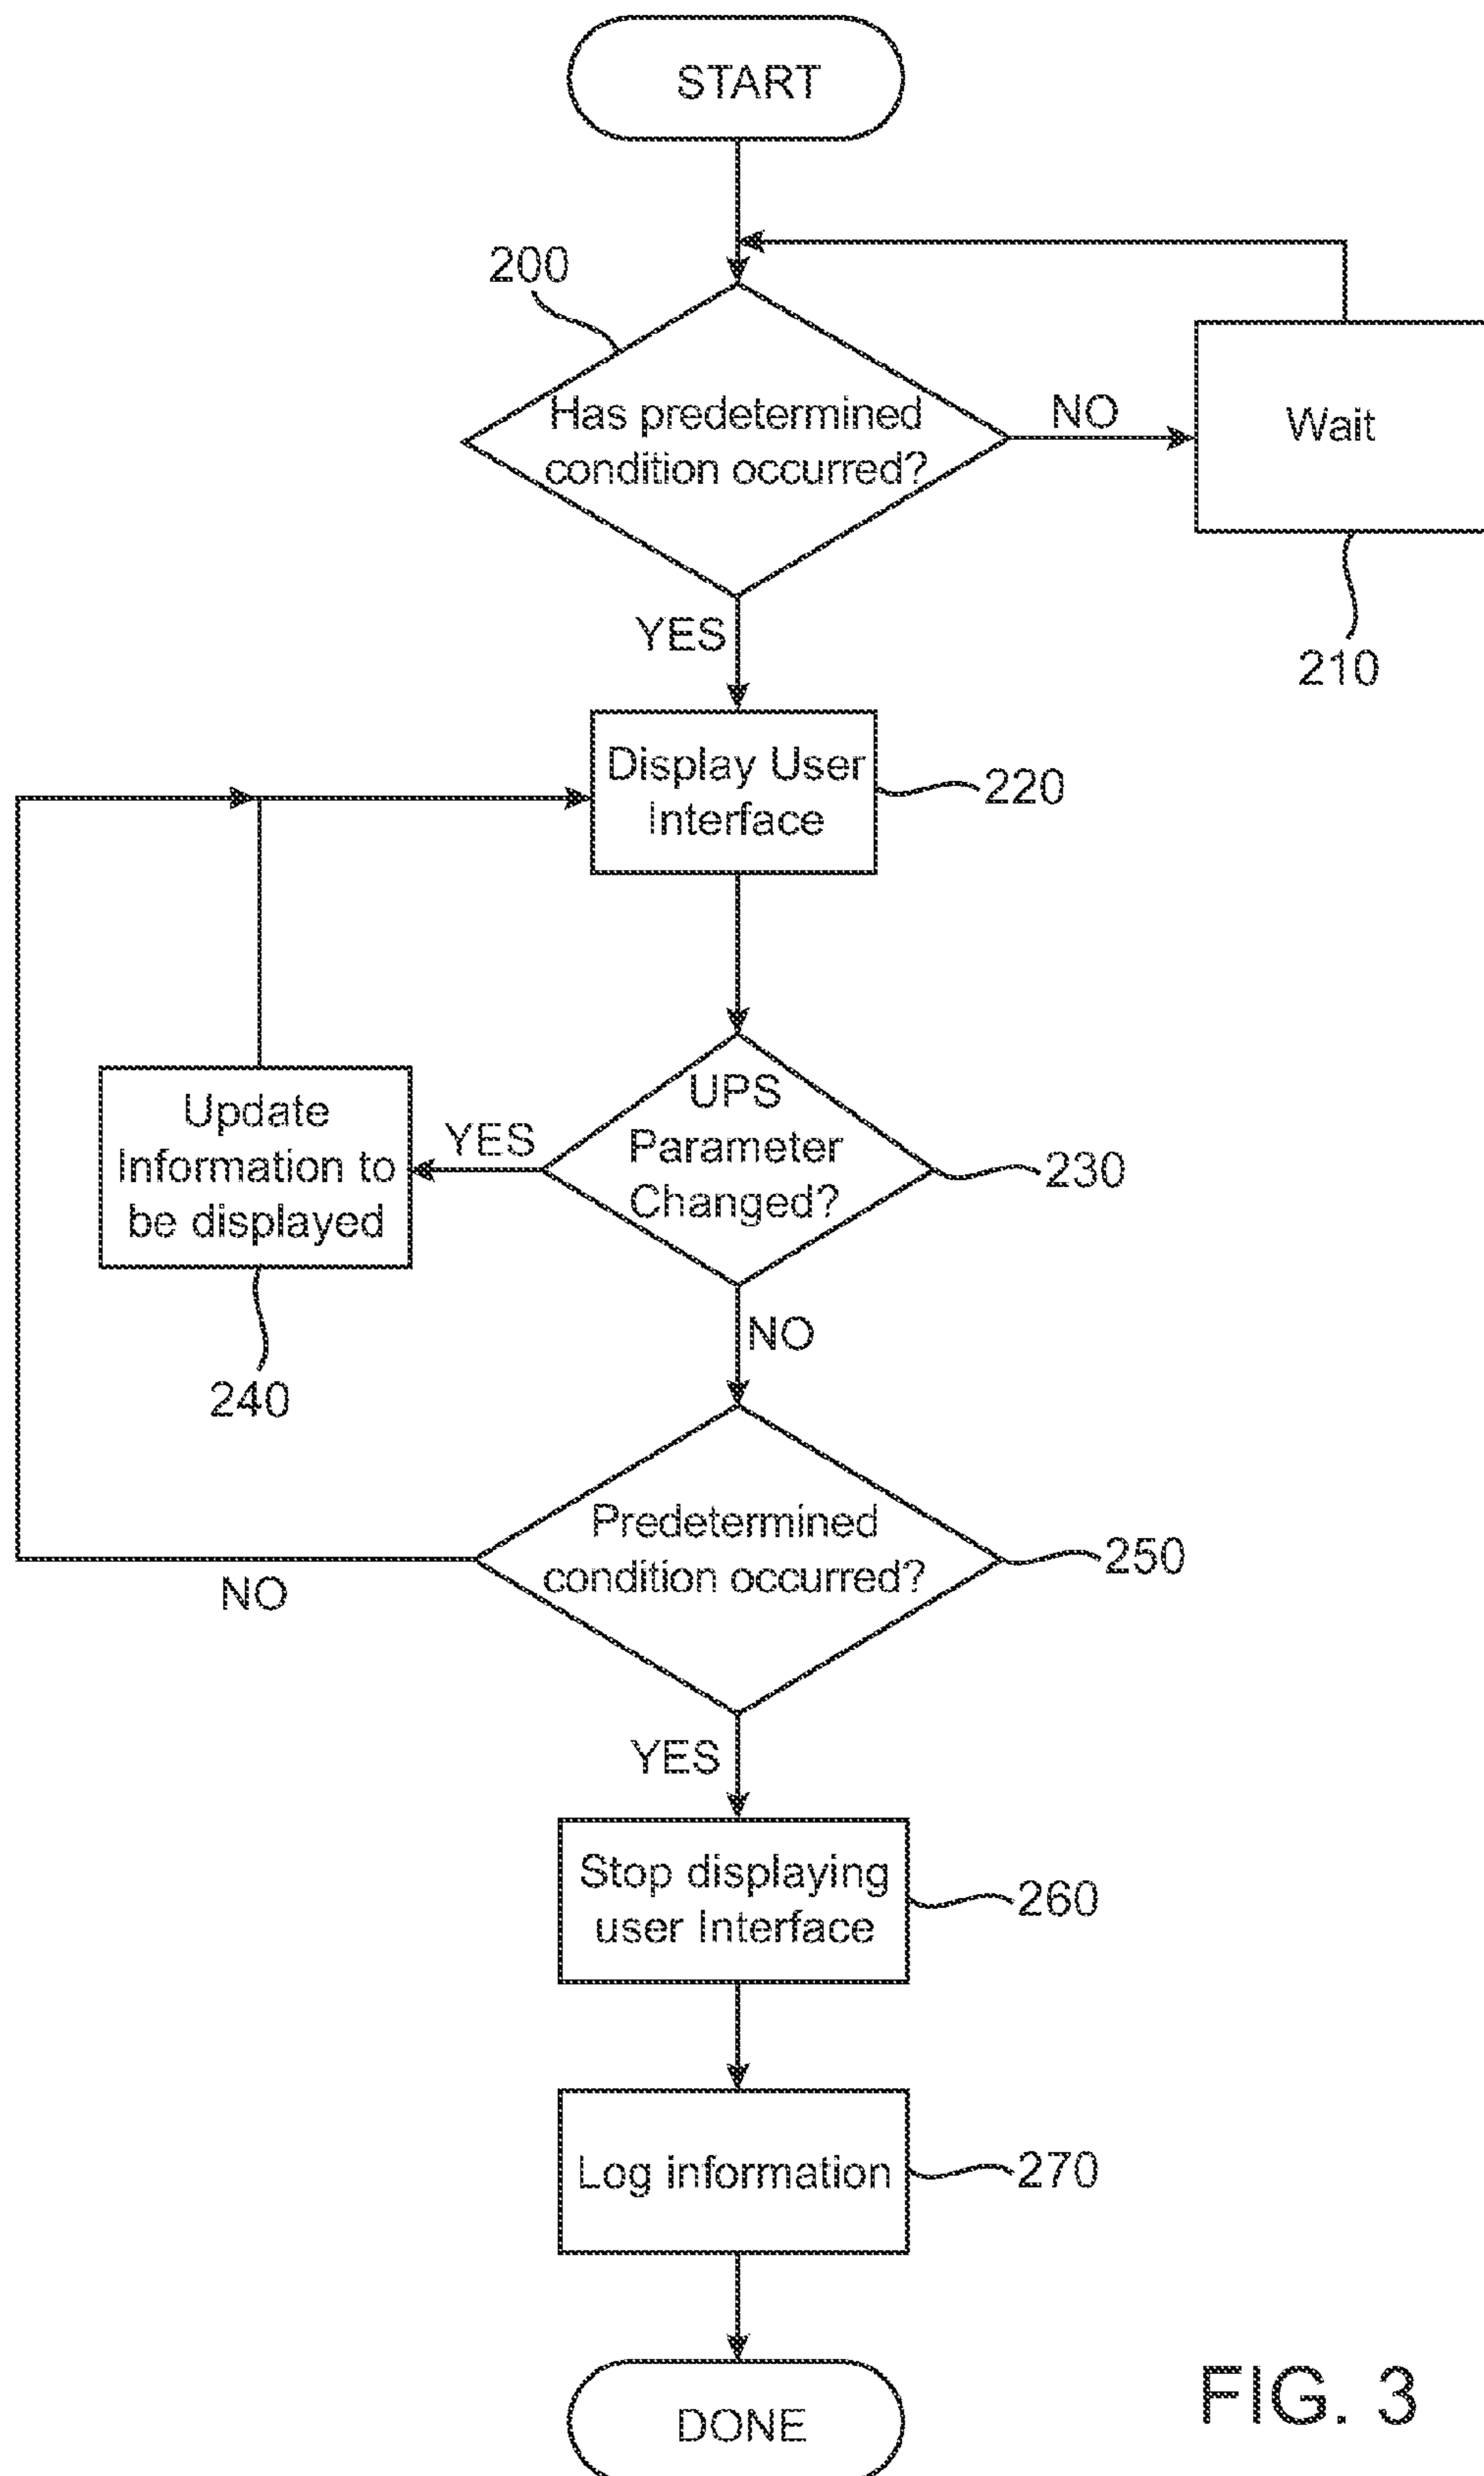 START
200
Has predetermined
condition occurred?
NO
Wait
210
YES
Display User
Interface
220
UPS
Parameter
Changed?
230
YES
Update
Information to
be displayed
240
NO
Predetermined
condition occurred?
250
NO
YES
Stop displaying
user Interface
260
Log information
270
DONE
FIG. 3